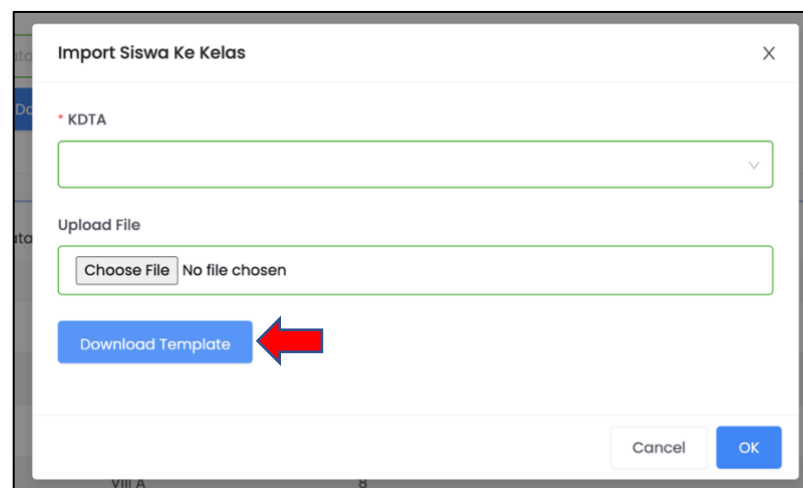 Import Siswa Ke Kelas
* KDTA
Upload File
Choose File No file chosen
Download Template
Cancel OK
VIII A 8